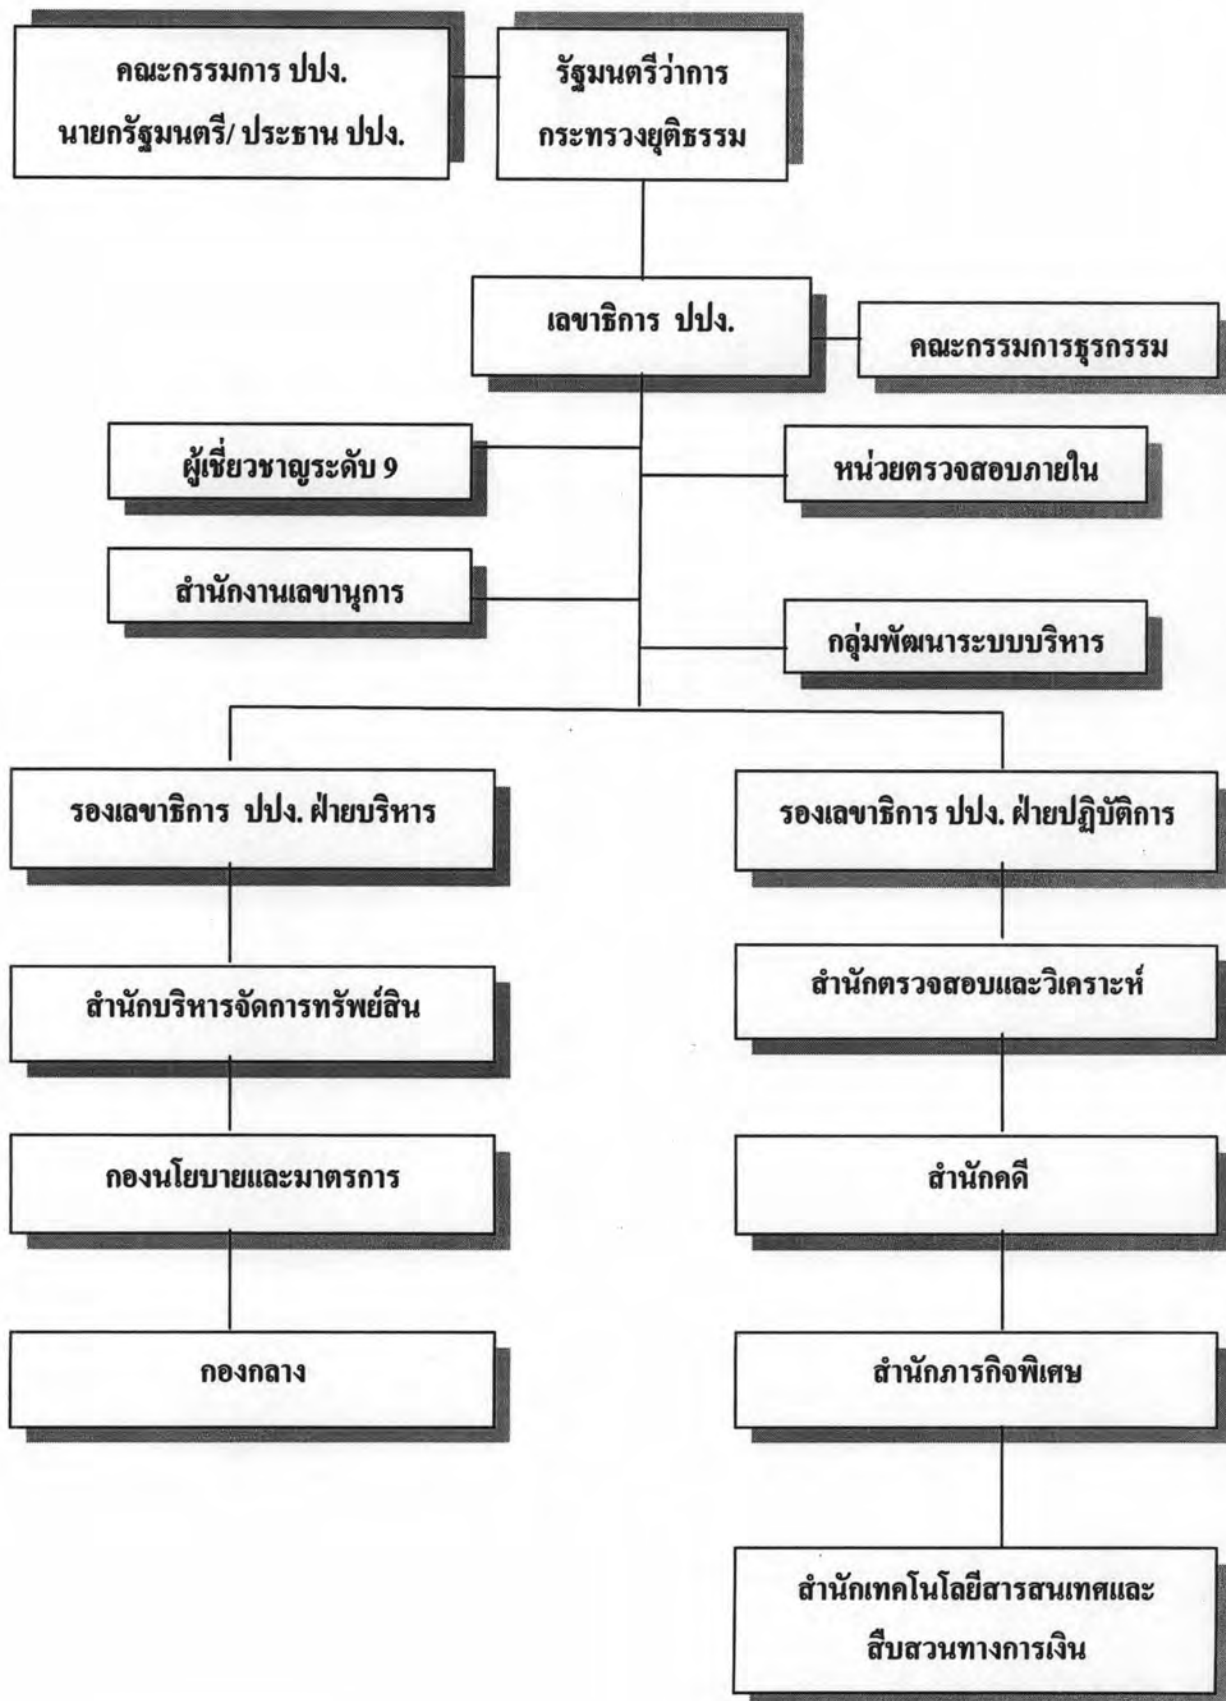 คณะกรรมการ ปปง.
นายกรัฐมนตรี/ ประธาน ปปง.
รัฐมนตรีว่าการ
กระทรวงยุติธรรม
เลขาธิการ ปปง.
คณะกรรมการธุรกรรม
ผู้เชี่ยวชาญระดับ 9
หน่วยตรวจสอบภายใน
สำนักงานเลขานุการ
กลุ่มพัฒนาระบบบริหาร
รองเลขาธิการ ปปง. ฝ่ายบริหาร
รองเลขาธิการ ปปง. ฝ่ายปฏิบัติการ
สำนักบริหารจัดการทรัพย์สิน
สำนักตรวจสอบและวิเคราะห์
กองนโยบายและมาตรการ
สำนักคดี
กองกลาง
สำนักภารกิจพิเศษ
สำนักเทคโนโลยีสารสนเทศและ
สืบสวนทางการเงิน